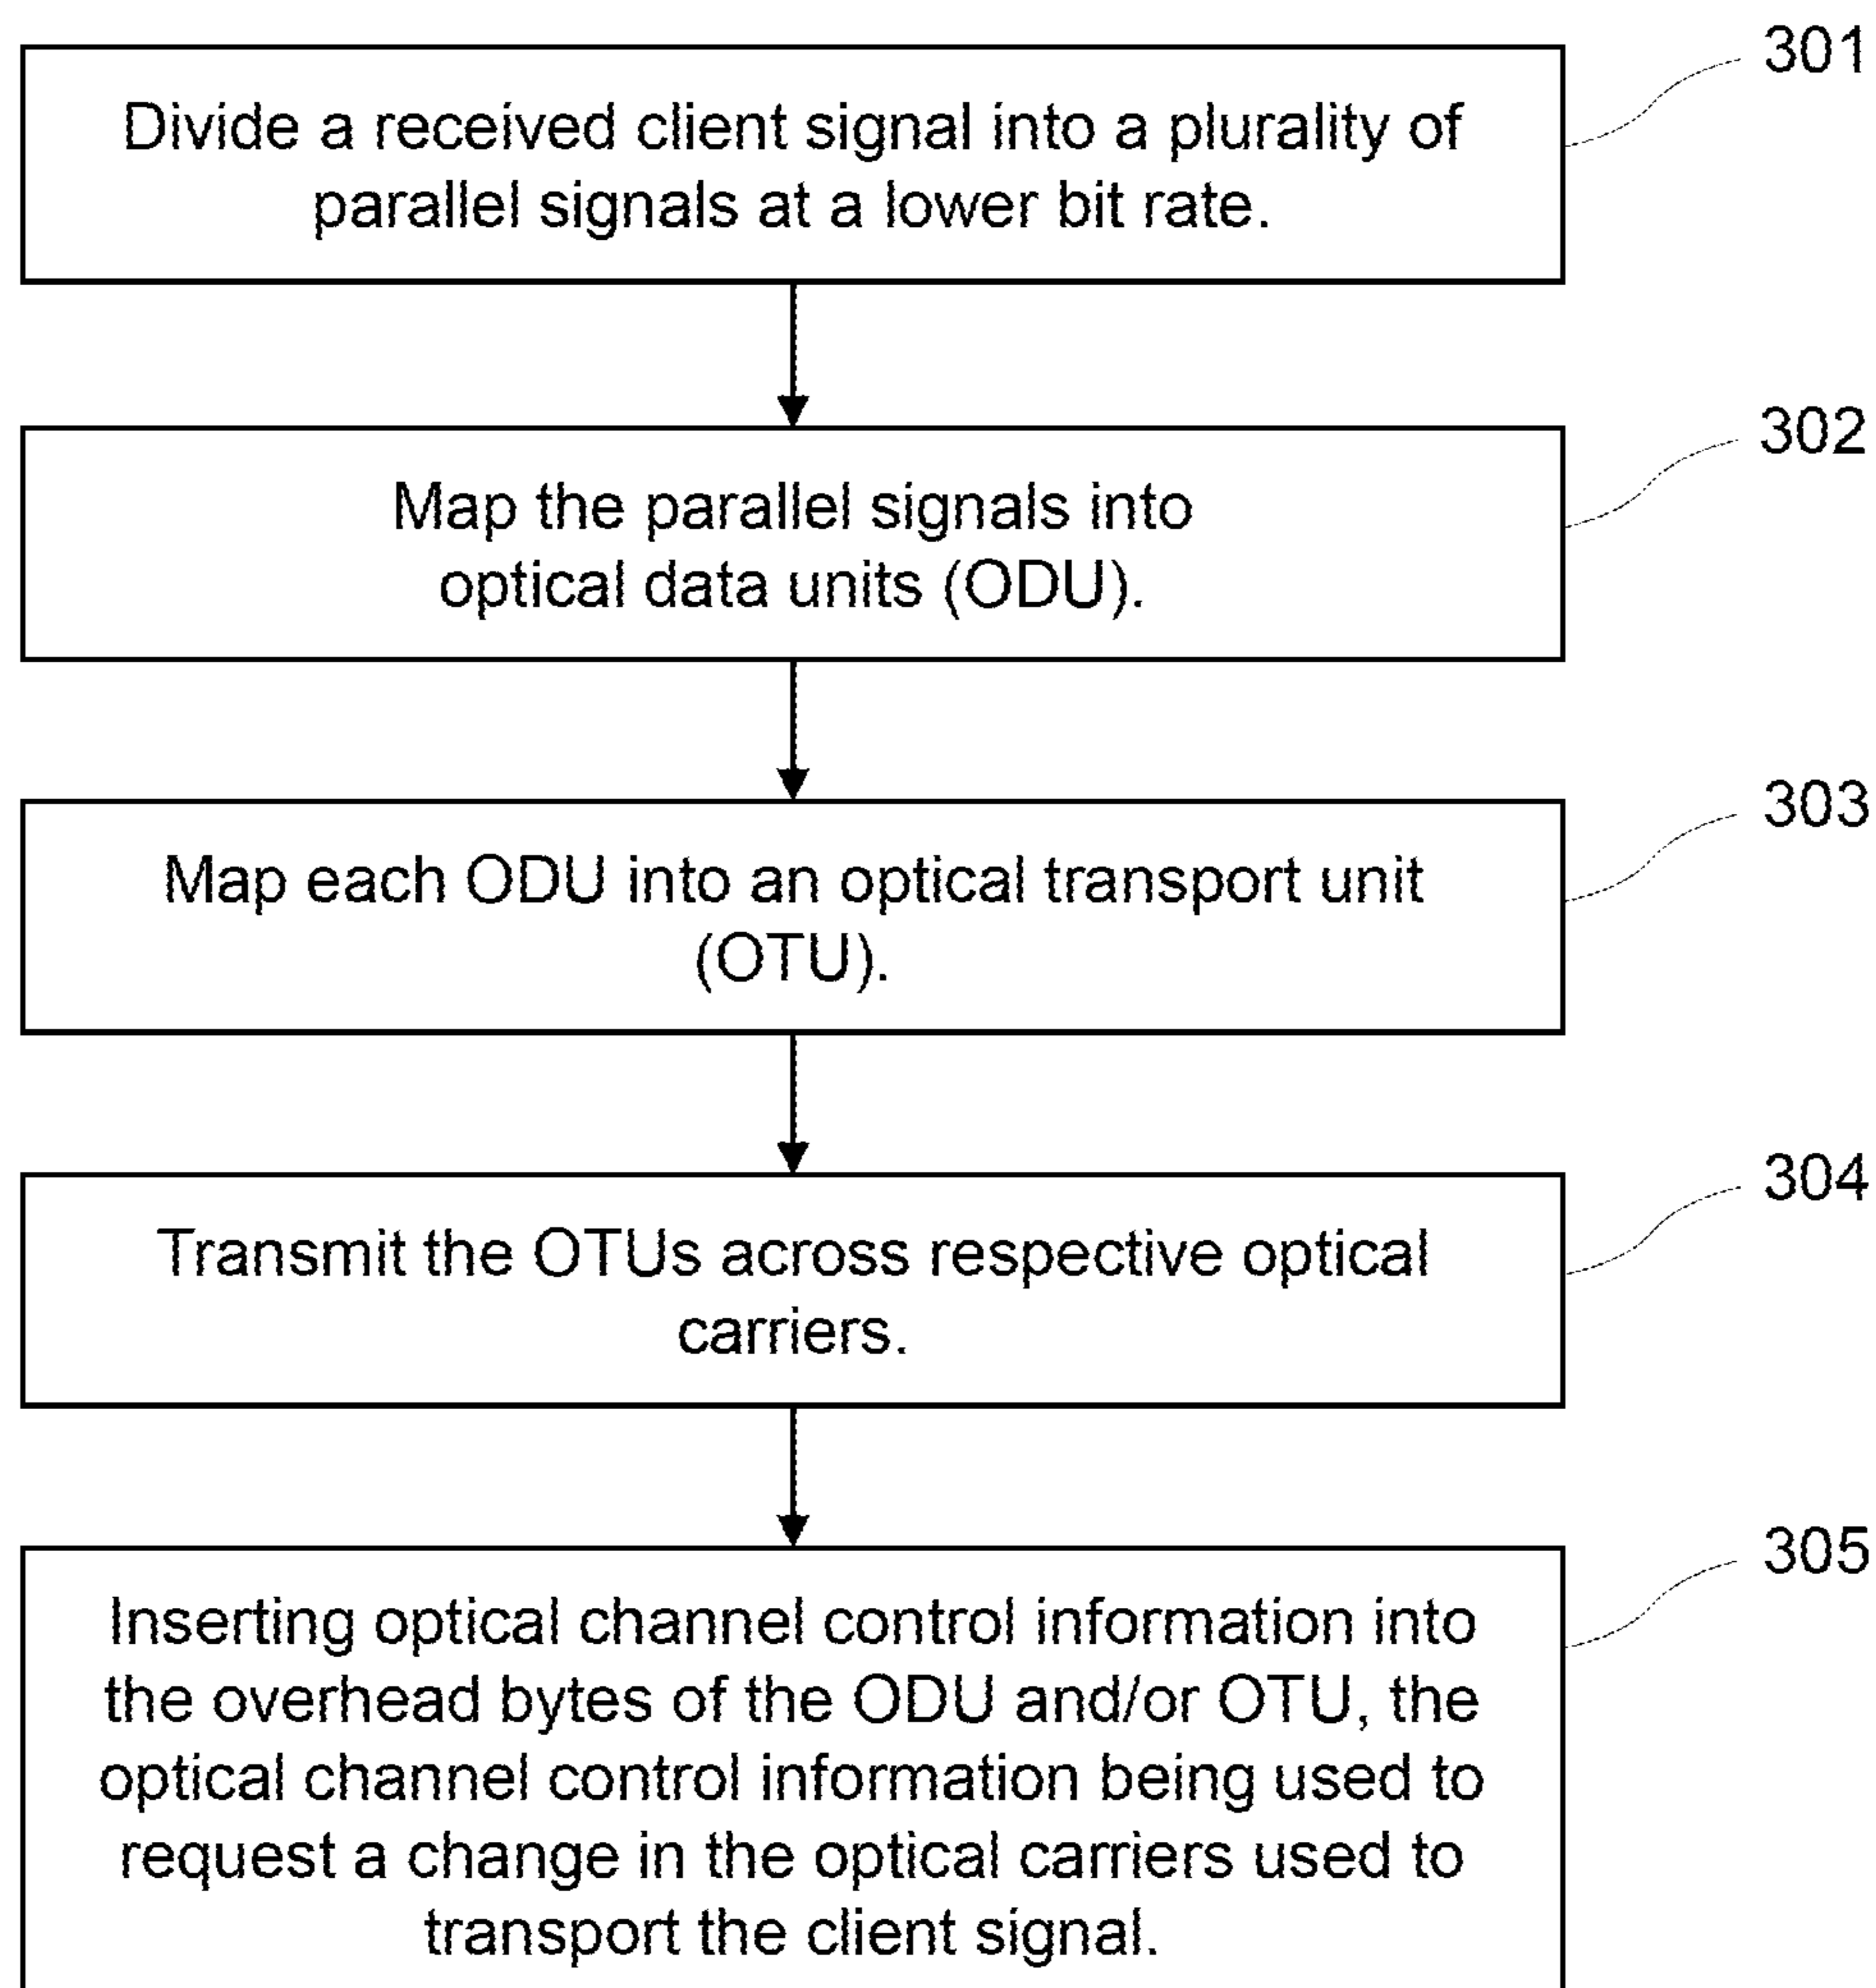 301
Divide a received client signal into a plurality of
parallel signals at a lower bit rate.
302
Map the parallel signals into
optical data units (ODU).
303
Map each ODU into an optical transport unit
(OTU).
304
Transmit the OTUs across respective optical
carriers.
305
Inserting optical channel control information into
the overhead bytes of the ODU and/or OTU, the
optical channel control information being used to
request a change in the optical carriers used to
transport the client signal.